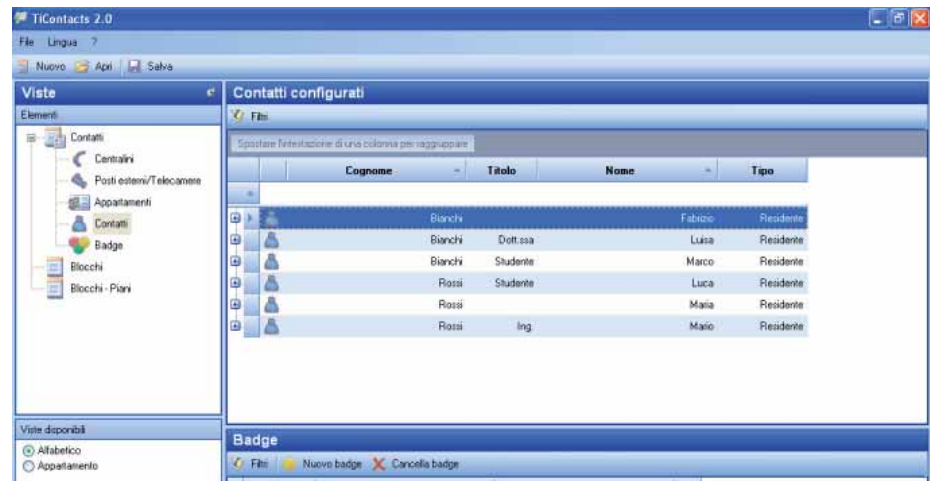 TiContacts 2.0
File Lingua ?
Nuovo Apri Salva
Viste
Elementi
Contatti
Centralini
Posti esterni/Telecamere
Appartamenti
Contatti
Badge
Blocchi
Blocchi - Piani
Viste disponibili
Alfabetico
Appartamento
Contatti configurati
Filtri
Spostare l'intestazione di una colonna per raggruppare
Cognome Titolo Nome Tipo
Bianchi Fabrizio Residente
Bianchi Dott.ssa Luisa Residente
Bianchi Studente Marco Residente
Rossi Studente Luca Residente
Rossi Maria Residente
Rossi Ing. Mario Residente
Badge
Filtri Nuovo badge Cancella badge